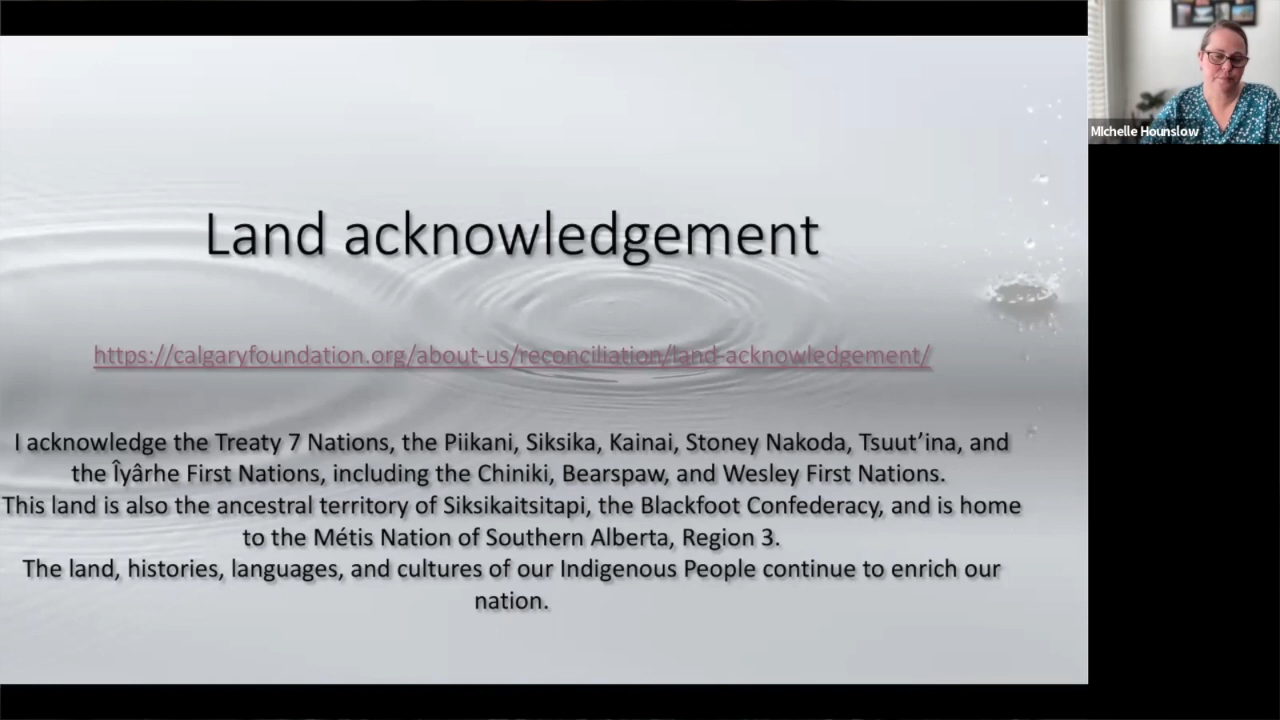 Land acknowledgement
https://calgaryfoundation.org/about-us/reconciliation/land-acknowledgement/
I acknowledge the Treaty 7 Nations, the Piikani, Siksika, Kainai, Stoney Nakoda, Tsuut’ina, and
the Îyârhe First Nations, including the Chiniki, Bearspaw, and Wesley First Nations.
This land is also the ancestral territory of Siksikaitsitapi, the Blackfoot Confederacy, and is home
to the Métis Nation of Southern Alberta, Region 3.
The land, histories, languages, and cultures of our Indigenous People continue to enrich our
nation.
MIchelle Hounslow